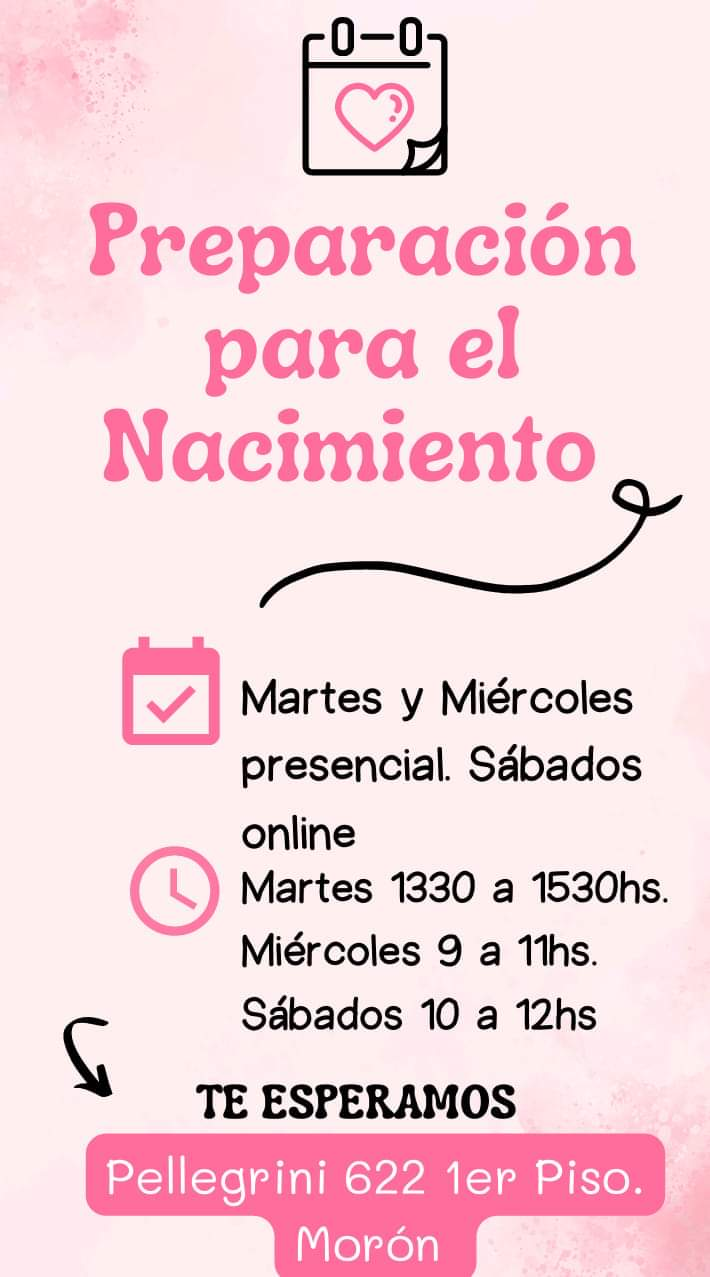 Preparación
para el
Nacimiento
Martes y Miércoles
presencial. Sábados
online
Martes 1330 a 1530hs.
Miércoles 9 a 11hs.
Sábados 10 a 12hs
TE ESPERAMOS
Pellegrini 622 1er Piso.
Morón